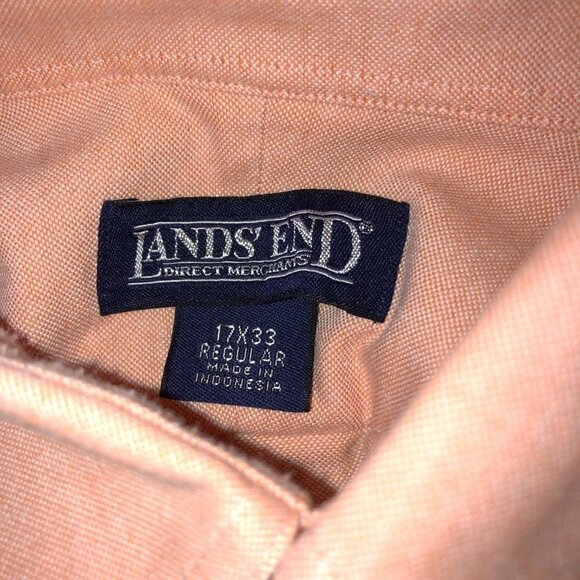 LANDS' END®
DIRECT MERCHANTS
17X33
REGULAR
MADE IN
INDONESIA